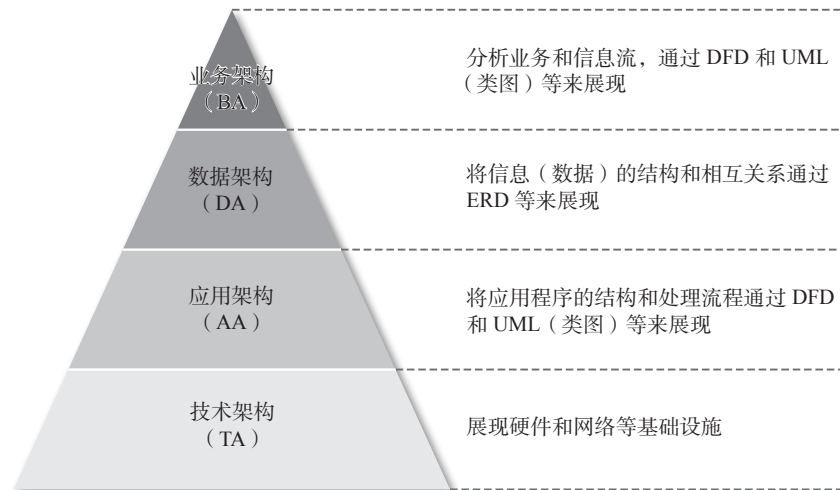 业务架构
（BA）
分析业务和信息流，通过 DFD 和 UML
（类图）等来展现
数据架构
（DA）
将信息（数据）的结构和相互关系通过
ERD 等来展现
应用架构
（AA）
将应用程序的结构和处理流程通过 DFD
和 UML（类图）等来展现
技术架构
（TA）
展现硬件和网络等基础设施